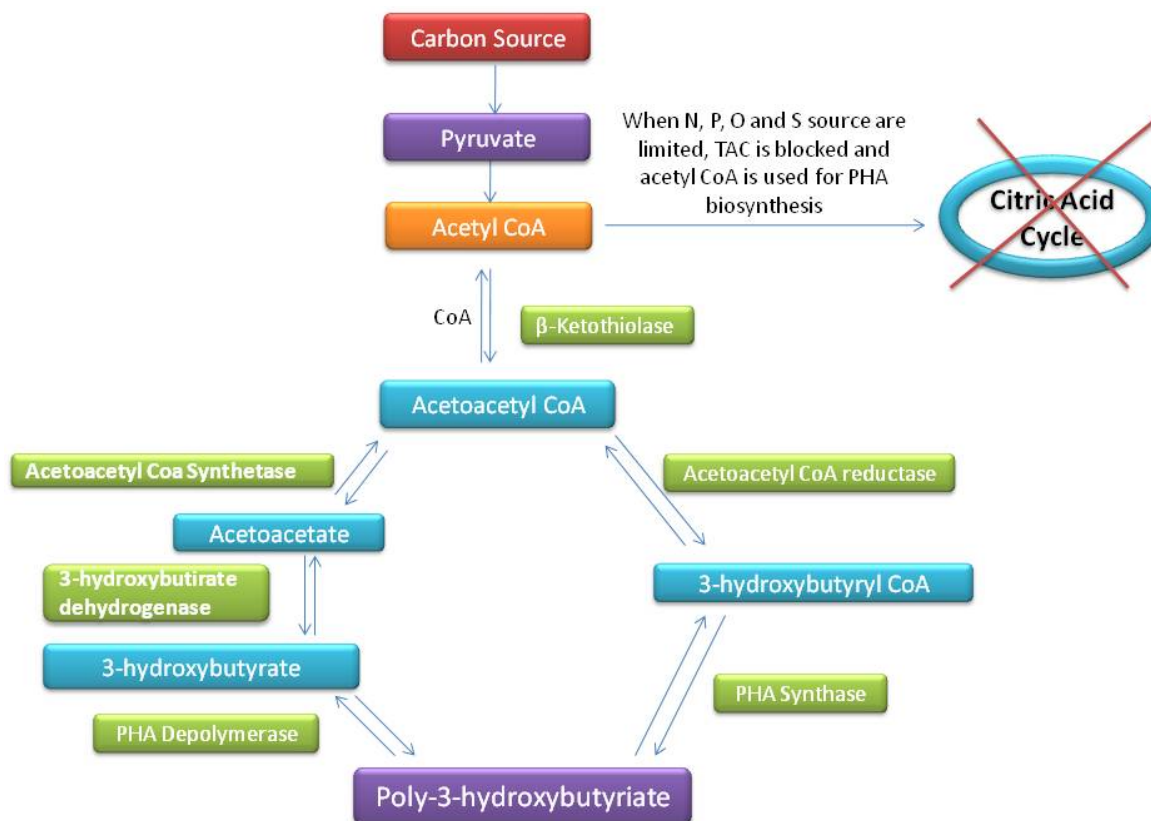 Carbon Source
Pyruvate
When N, P, O and S source are
limited, TAC is blocked and
acetyl CoA is used for PHA
biosynthesis
Citric Acid
Cycle
Acetyl CoA
CoA
β-Ketothiolase
Acetoacetyl CoA
Acetoacetyl Coa Synthetase
Acetoacetyl CoA reductase
Acetoacetate
3-hydroxybutirate
dehydrogenase
3-hydroxybutyryl CoA
3-hydroxybutyrate
PHA Synthase
PHA Depolymerase
Poly-3-hydroxybutyriate